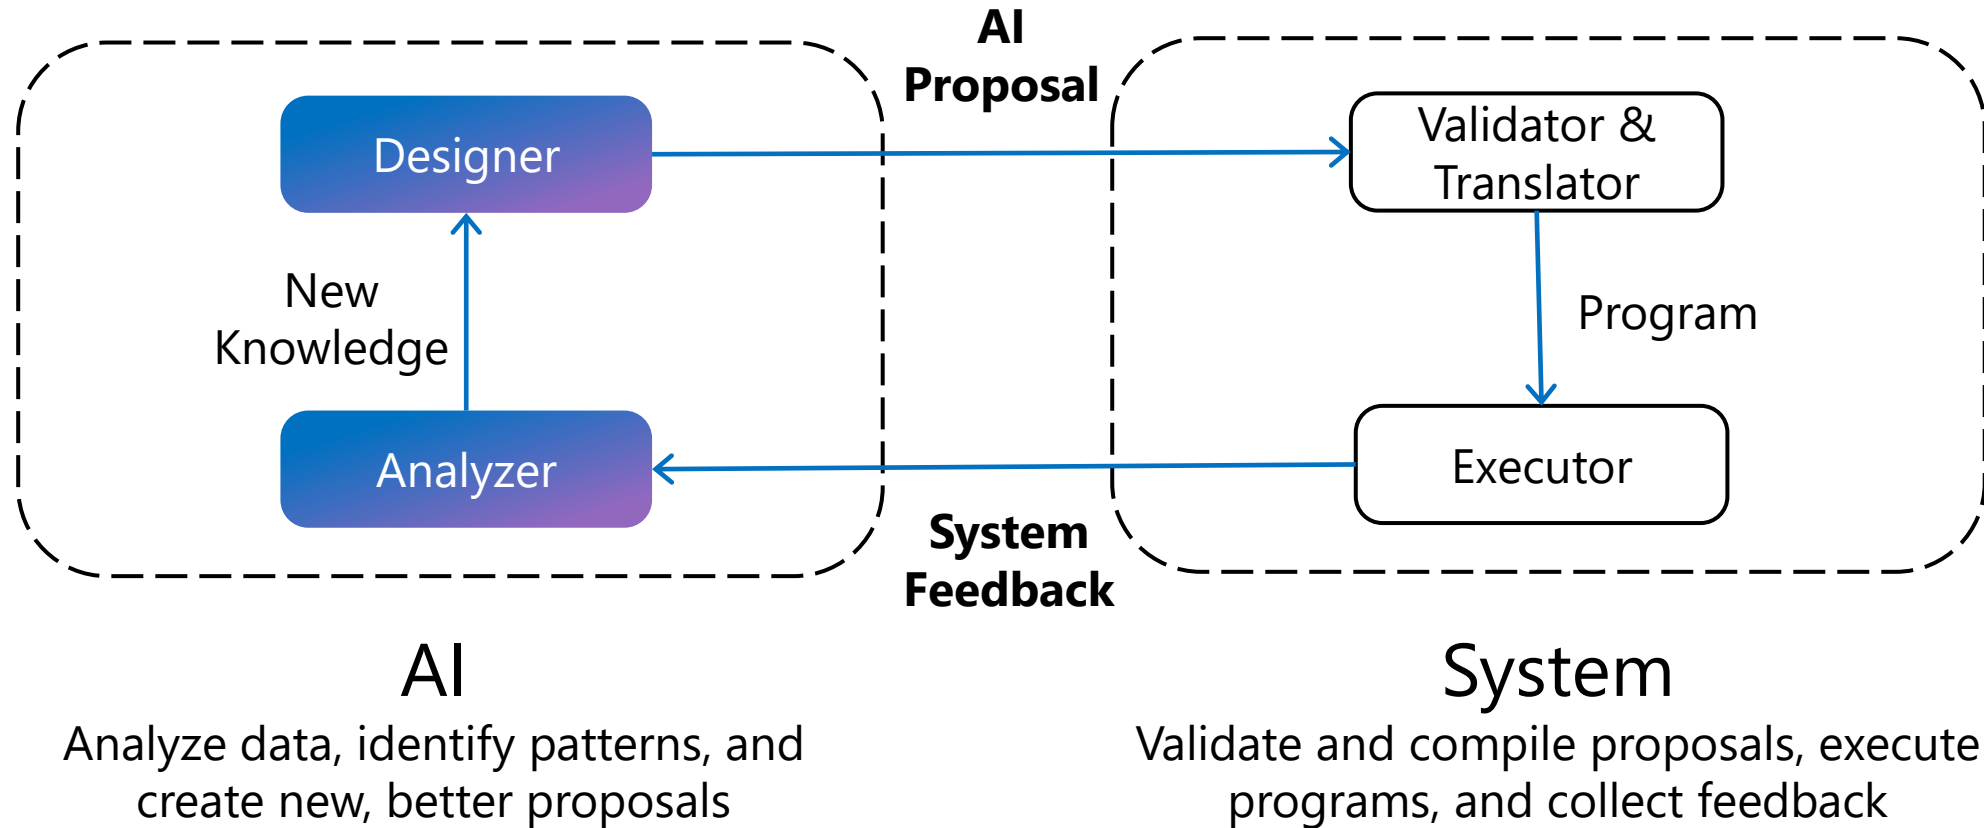 AI
Proposal
Designer
Validator &
Translator
New
Knowledge
Program
Analyzer
Executor
System
Feedback
AI
Analyze data, identify patterns, and
create new, better proposals
System
Validate and compile proposals, execute
programs, and collect feedback